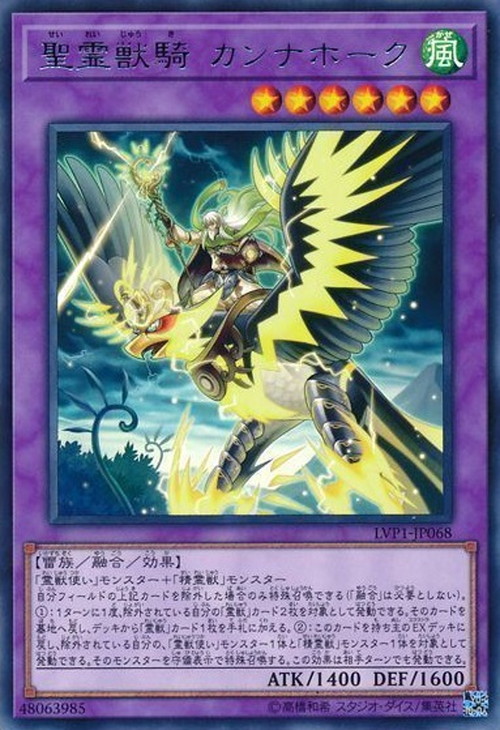 聖霊獣騎 カンナホーク
風
LVP1-JP068
【雷族／融合／効果】
「霊獣使い」モンスター＋「精霊獣」モンスター
自分フィールドの上記カードを除外した場合のみ特殊召喚できる(「融合」は必要としない)。
①：1ターンに1度、除外されている自分の「霊獣」カード2枚を対象として発動できる。そのカードを
墓地へ戻し、デッキから「霊獣」カード1枚を手札に加える。②：このカードを持ち主のEXデッキに
戻し、除外されている自分の、「霊獣使い」モンスター1体と「精霊獣」モンスター1体を対象として
発動できる。そのモンスターを守備表示で特殊召喚する。この効果は相手ターンでも発動できる。
ATK/1400 DEF/1600
48063985
©高橋和希 スタジオ・ダイス/集英社